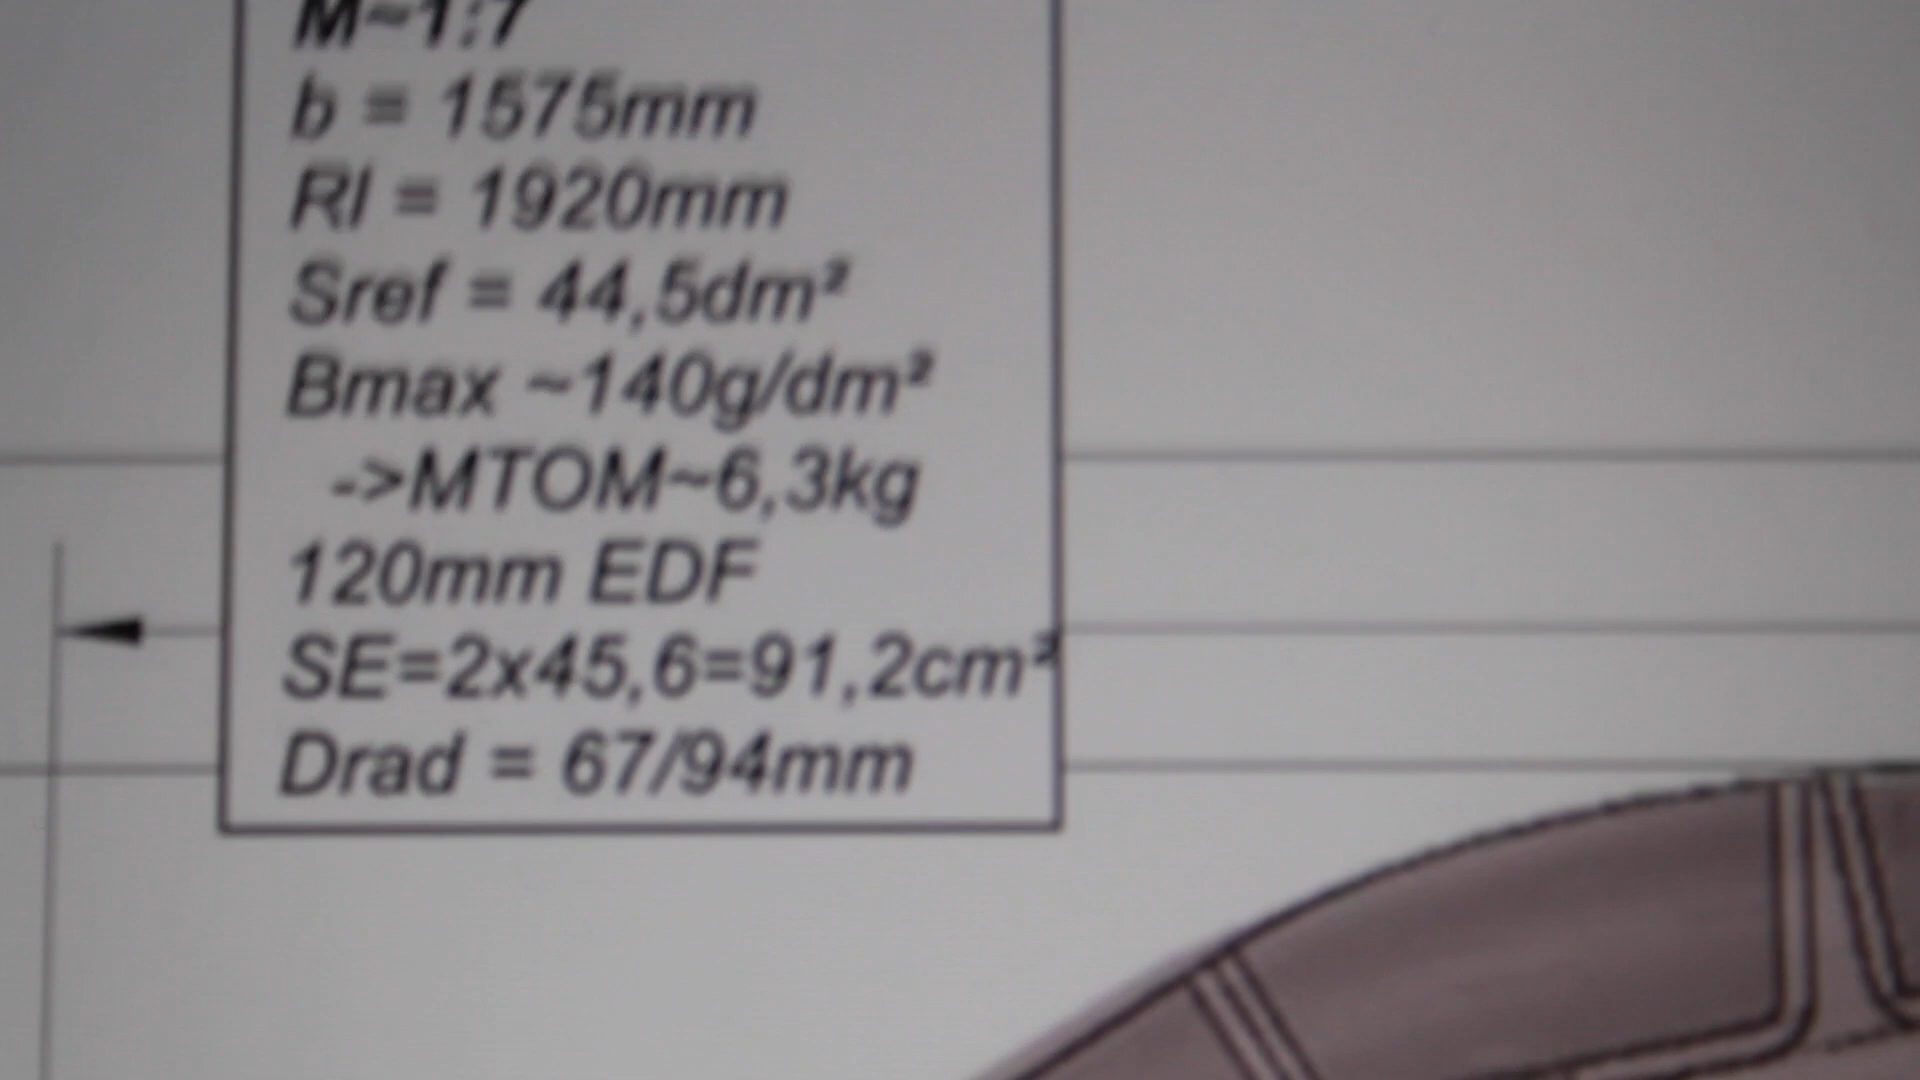 M~1:7
b = 1575mm
Rl = 1920mm
Sref = 44,5dm²
Bmax ~140g/dm²
->MTOM~6,3kg
120mm EDF
SE=2x45,6=91,2cm²
Drad = 67/94mm